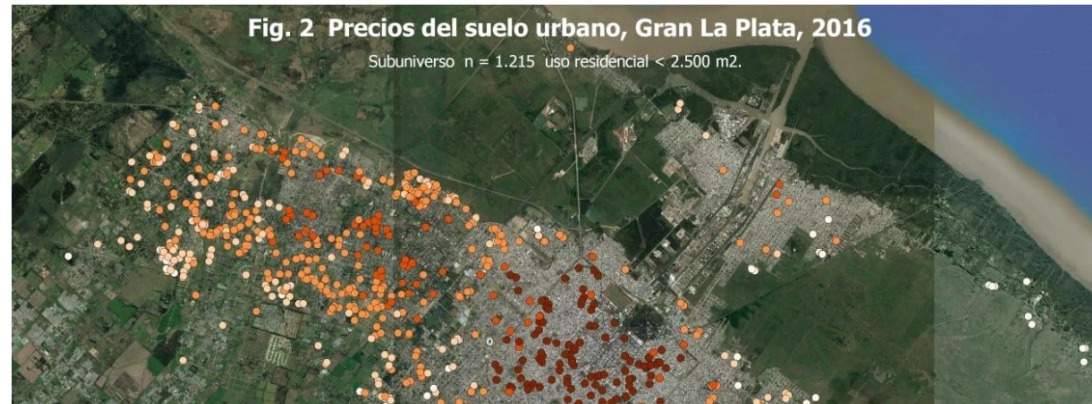 Fig. 2 Precios del suelo urbano, Gran La Plata, 2016
Subuniverso n = 1.215 uso residencial < 2.500 m2.